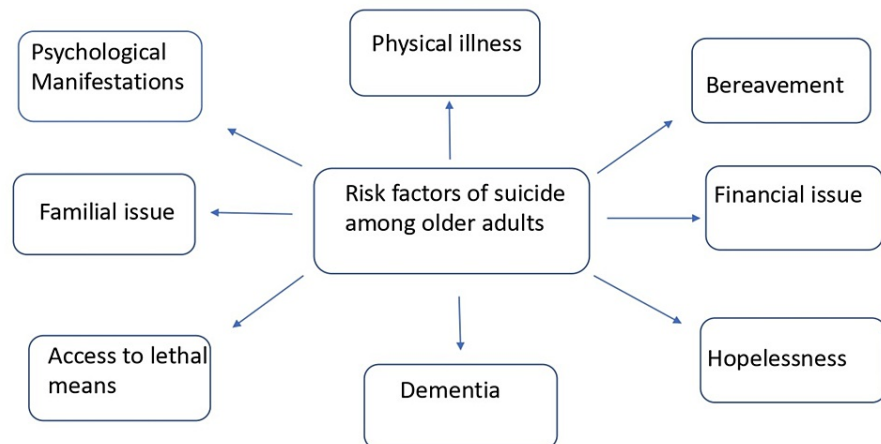 Psychological
Manifestations
Physical illness
Bereavement
Familial issue
Risk factors of suicide
among older adults
Financial issue
Access to lethal
means
Dementia
Hopelessness